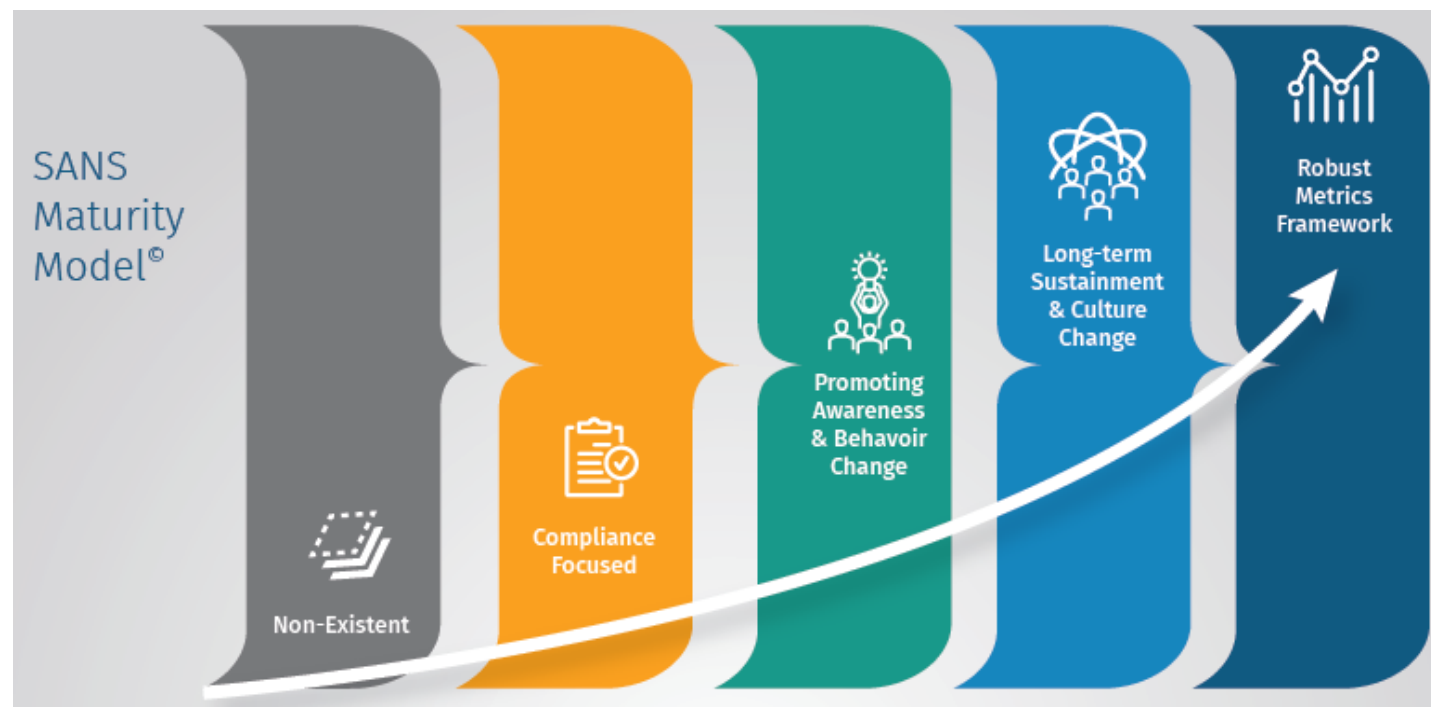 SANS
Maturity
Model©
Non-Existent
Compliance
Focused
Promoting
Awareness
& Behavoir
Change
Long-term
Sustainment
& Culture
Change
Robust
Metrics
Framework